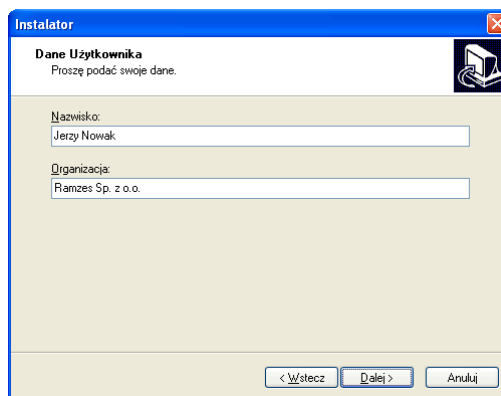 Instalator
Dane Użytkownika
Proszę podać swoje dane.
Nazwisko:
Jerzy Nowak
Organizacja:
Ramzes Sp. z o.o.
< Wstecz Dalej > Anuluj